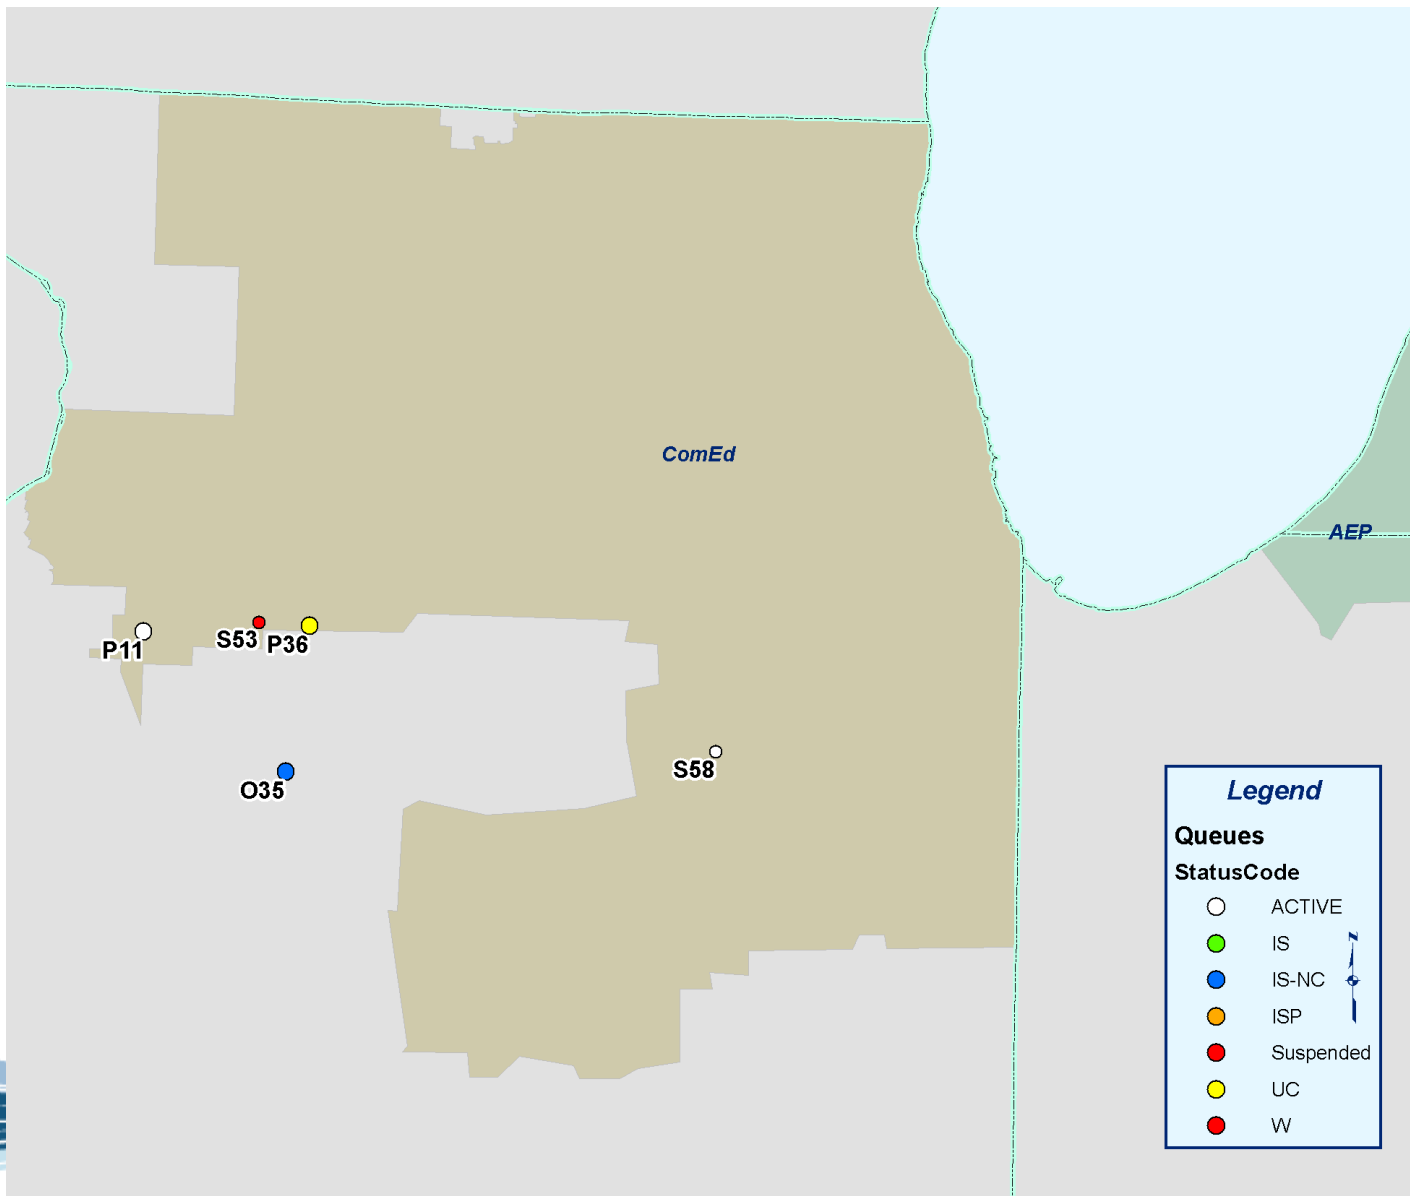 ComEd
AEP
S53
P36
P11
S58
O35
Legend
Queues
StatusCode
ACTIVE
IS
N
IS-NC
ISP
Suspended
UC
W